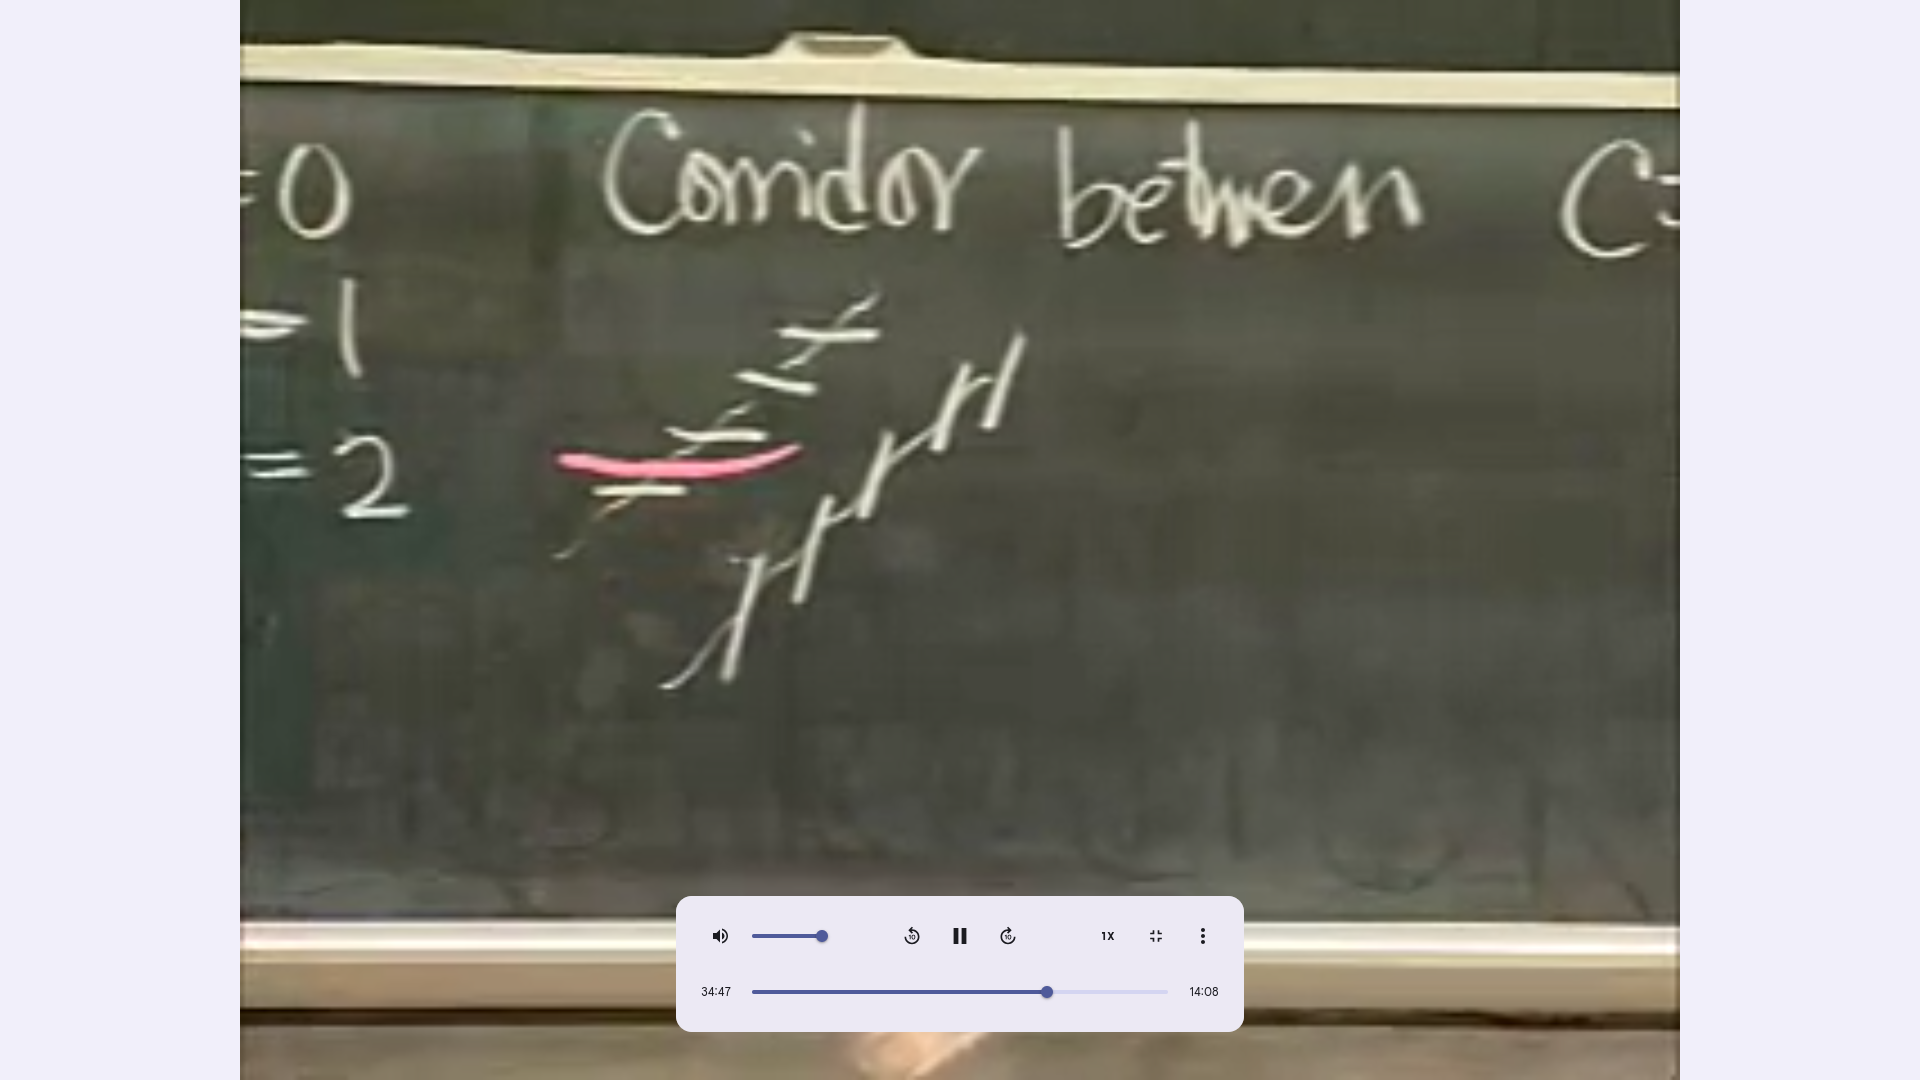 =0 Corridor between C=
=1
=2
1X
34:47 14:08